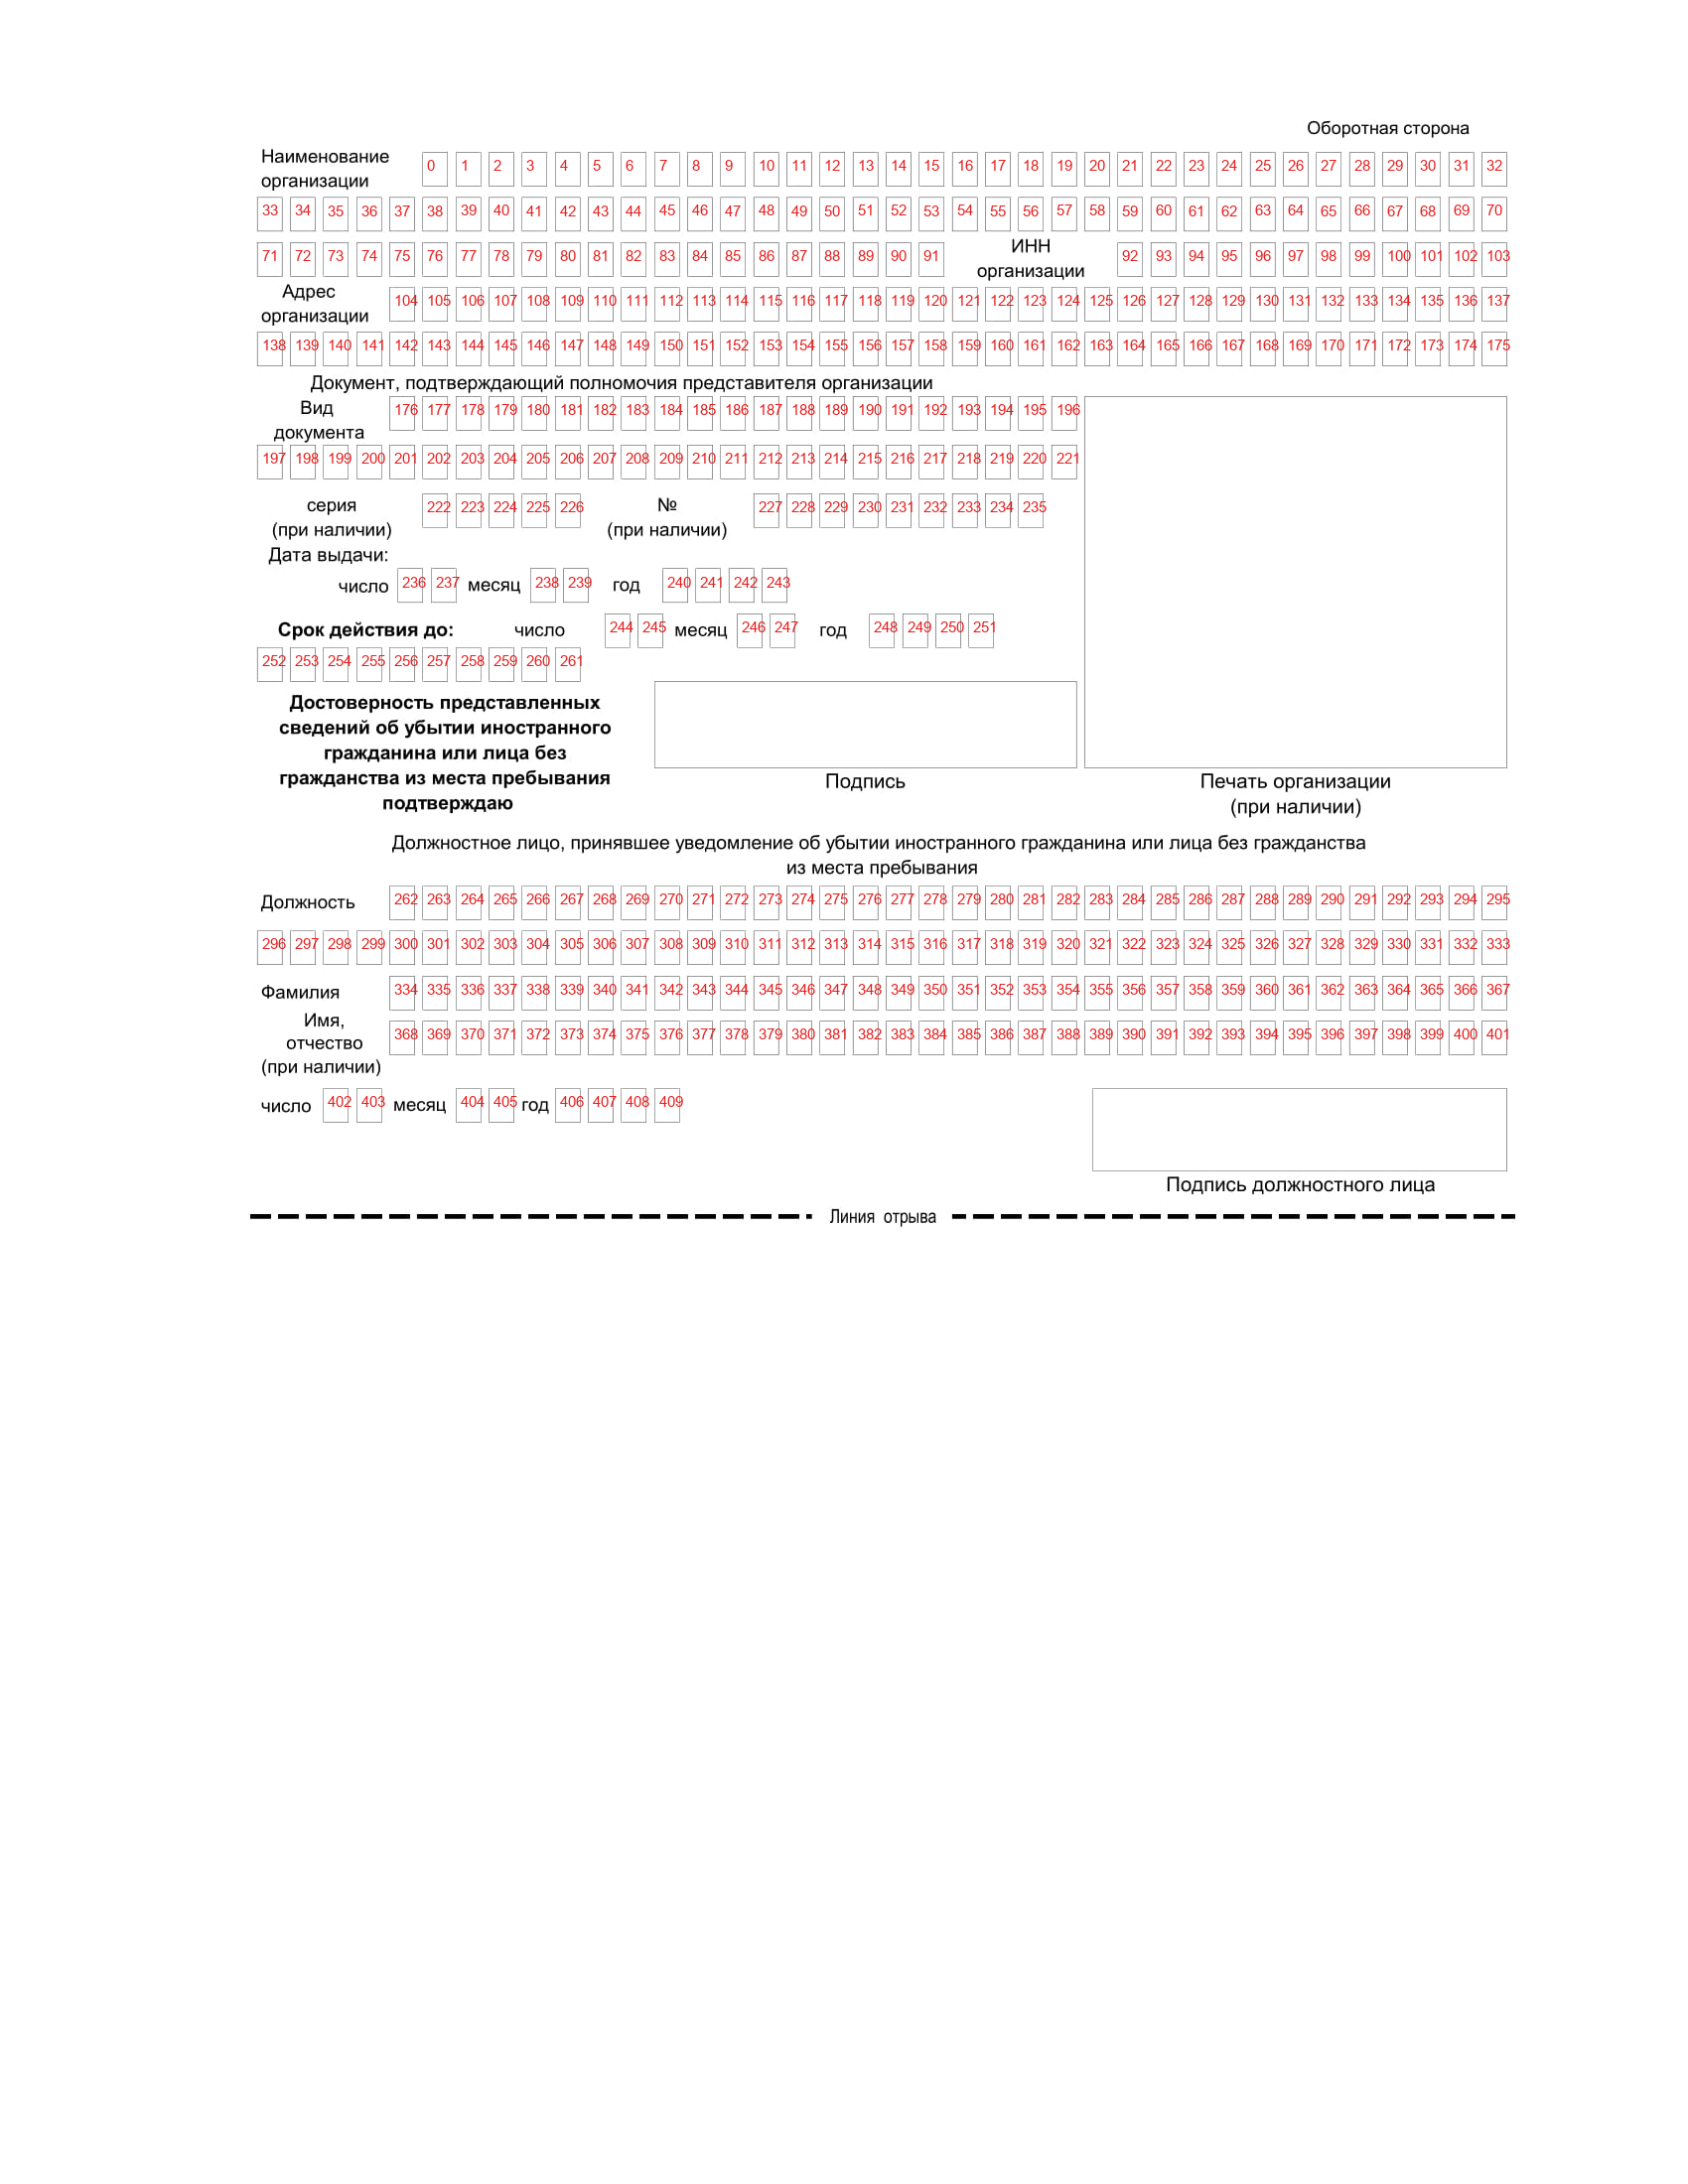 Оборотная сторона
Наименование организации 0 1 2 3 4 5 6 7 8 9 10 11 12 13 14 15 16 17 18 19 20 21 22 23 24 25 26 27 28 29 30 31 32
33 34 35 36 37 38 39 40 41 42 43 44 45 46 47 48 49 50 51 52 53 54 55 56 57 58 59 60 61 62 63 64 65 66 67 68 69 70
71 72 73 74 75 76 77 78 79 80 81 82 83 84 85 86 87 88 89 90 91 ИНН организации 92 93 94 95 96 97 98 99 100 101 102 103
Адрес организации 104 105 106 107 108 109 110 111 112 113 114 115 116 117 118 119 120 121 122 123 124 125 126 127 128 129 130 131 132 133 134 135 136 137
138 139 140 141 142 143 144 145 146 147 148 149 150 151 152 153 154 155 156 157 158 159 160 161 162 163 164 165 166 167 168 169 170 171 172 173 174 175
Документ, подтверждающий полномочия представителя организации
Вид документа 176 177 178 179 180 181 182 183 184 185 186 187 188 189 190 191 192 193 194 195 196
197 198 199 200 201 202 203 204 205 206 207 208 209 210 211 212 213 214 215 216 217 218 219 220 221
серия (при наличии) 222 223 224 225 226 № (при наличии) 227 228 229 230 231 232 233 234 235
Дата выдачи:
число 236 237 месяц 238 239 год 240 241 242 243
Срок действия до: число 244 245 месяц 246 247 год 248 249 250 251
252 253 254 255 256 257 258 259 260 261
Достоверность представленных
сведений об убытии иностранного
гражданина или лица без
гражданства из места пребывания
подтверждаю
Подпись
Печать организации
(при наличии)
Должностное лицо, принявшее уведомление об убытии иностранного гражданина или лица без гражданства
из места пребывания
Должность 262 263 264 265 266 267 268 269 270 271 272 273 274 275 276 277 278 279 280 281 282 283 284 285 286 287 288 289 290 291 292 293 294 295
296 297 298 299 300 301 302 303 304 305 306 307 308 309 310 311 312 313 314 315 316 317 318 319 320 321 322 323 324 325 326 327 328 329 330 331 332 333
Фамилия 334 335 336 337 338 339 340 341 342 343 344 345 346 347 348 349 350 351 352 353 354 355 356 357 358 359 360 361 362 363 364 365 366 367
Имя, отчество (при наличии) 368 369 370 371 372 373 374 375 376 377 378 379 380 381 382 383 384 385 386 387 388 389 390 391 392 393 394 395 396 397 398 399 400 401
число 402 403 месяц 404 405 год 406 407 408 409
Подпись должностного лица
Линия отрыва